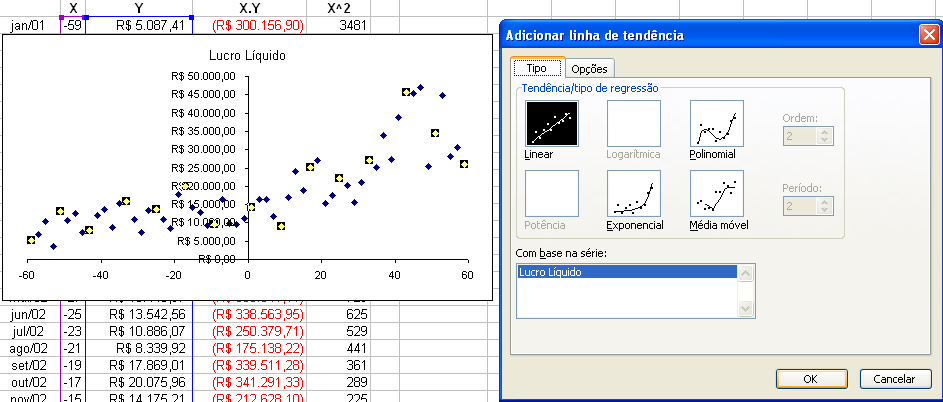 X Y X.Y X^2
jan/01 -59 R$ 5.087,41 (R$ 300.156,90) 3481
Lucro Líquido
R$ 50.000,00
R$ 45.000,00
R$ 40.000,00
R$ 35.000,00
R$ 30.000,00
R$ 25.000,00
R$ 20.000,00
R$ 15.000,00
R$ 10.000,00
R$ 5.000,00
R$ 0,00
-60 -40 -20 0 20 40 60
jun/02 -25 R$ 13.542,56 (R$ 338.563,95) 625
jul/02 -23 R$ 10.886,07 (R$ 250.379,71) 529
ago/02 -21 R$ 8.339,92 (R$ 175.138,22) 441
set/02 -19 R$ 17.869,01 (R$ 339.511,28) 361
out/02 -17 R$ 20.075,96 (R$ 341.291,33) 289
nov/02 -15 R$ 14.175,21 (R$ 212.628,10) 225
Adicionar linha de tendência
Tipo Opções
Tendência/tipo de regressão
Linear Logarítmica Polinomial
Ordem:
2
Potência Exponencial Média móvel
Período:
2
Com base na série:
Lucro Líquido
OK Cancelar